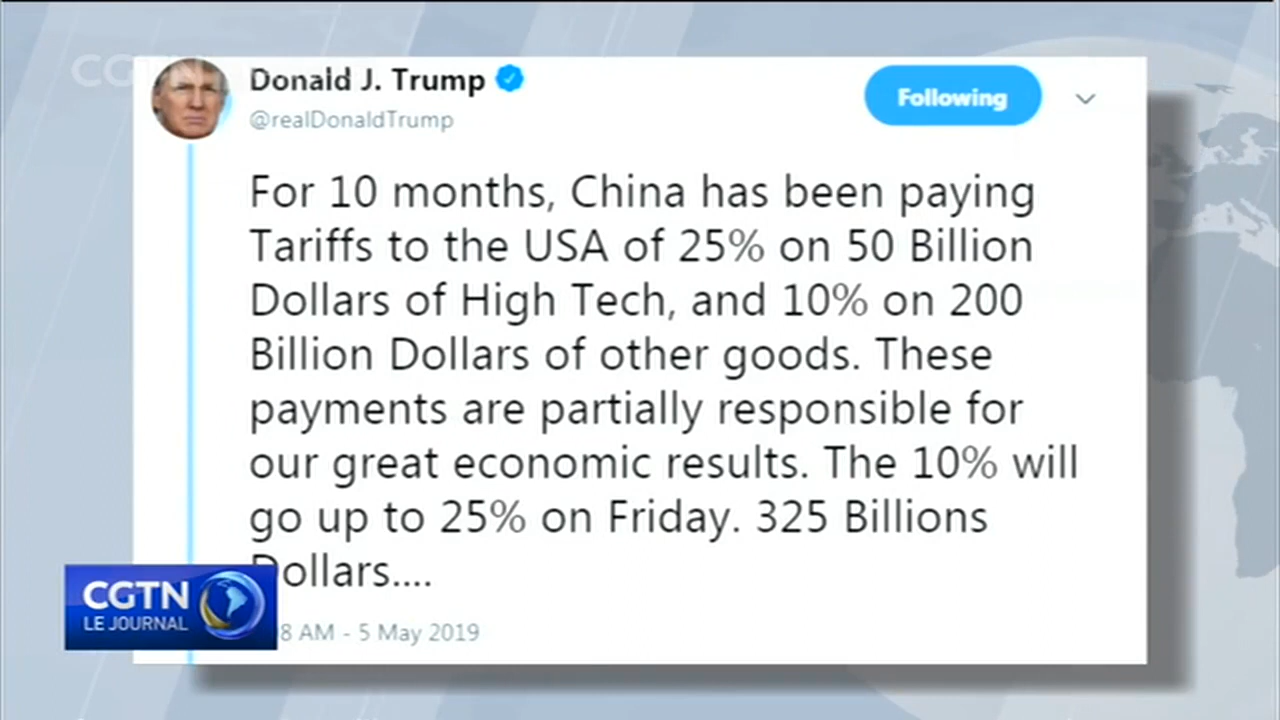 CGTN
Donald J. Trump
Following
@realDonaldTrump
For 10 months, China has been paying
Tariffs to the USA of 25% on 50 Billion
Dollars of High Tech, and 10% on 200
Billion Dollars of other goods. These
payments are partially responsible for
our great economic results. The 10% will
go up to 25% on Friday. 325 Billions
Dollars....
CGTN
LE JOURNAL
8 AM - 5 May 2019